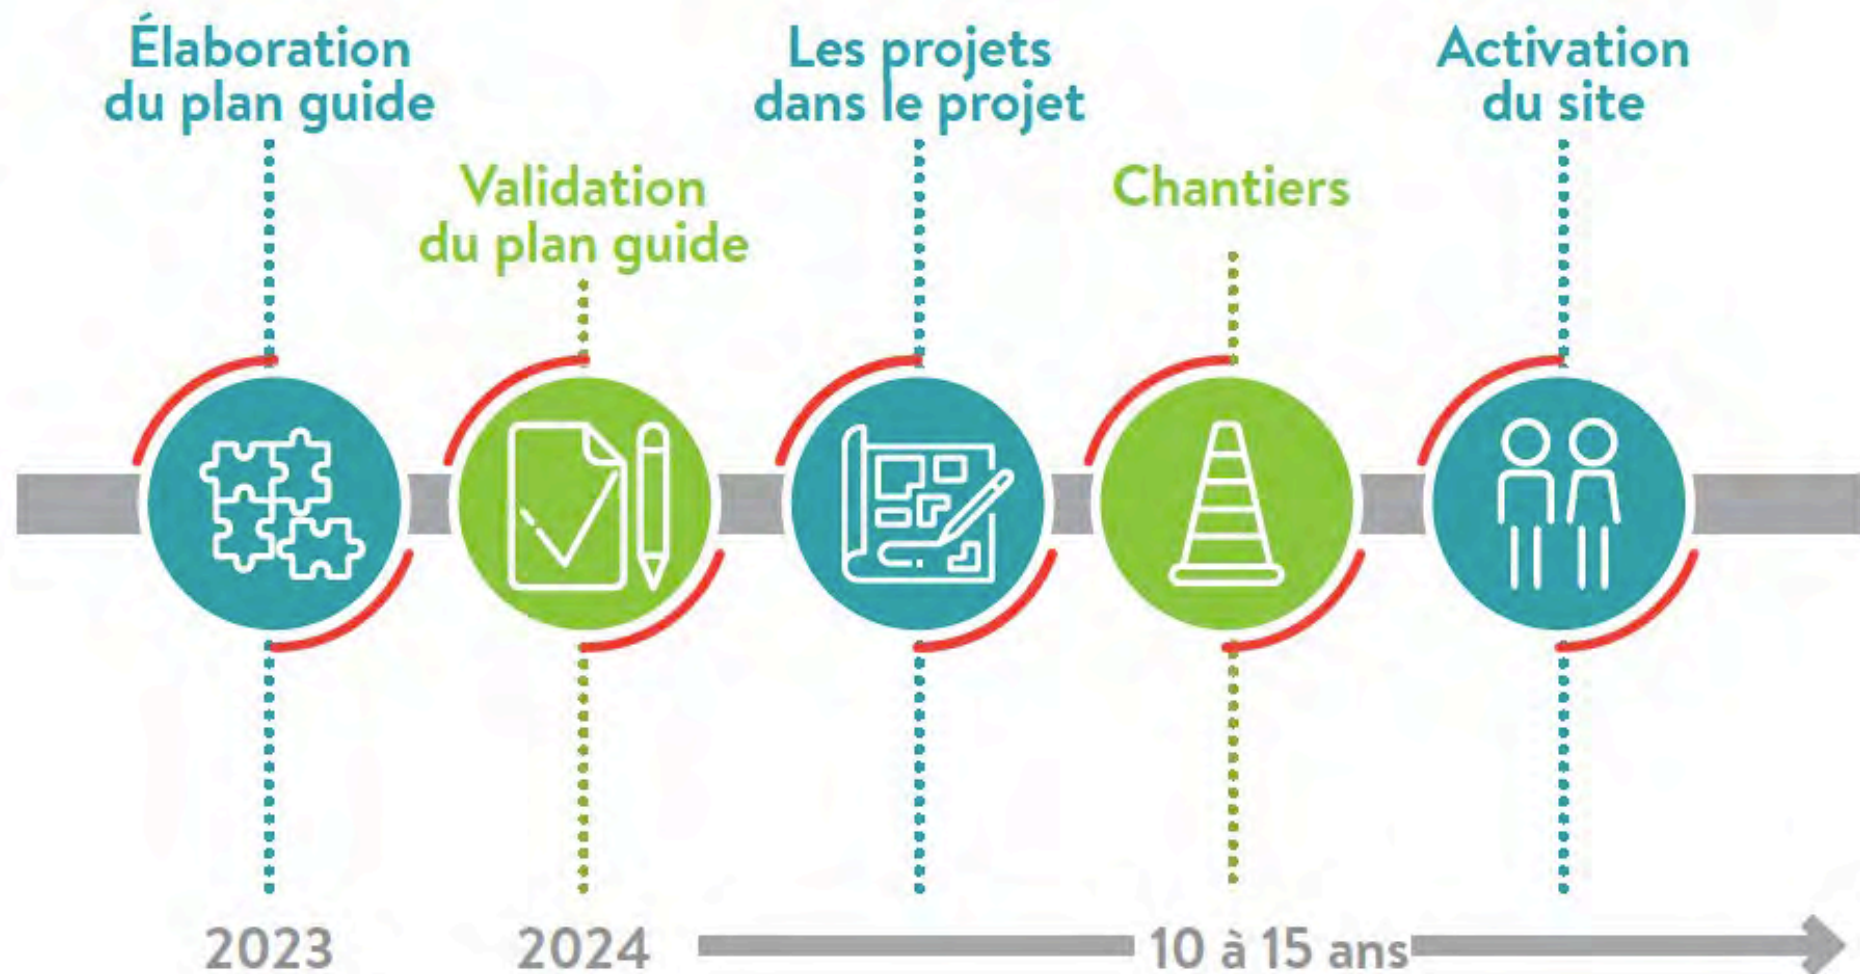 Élaboration
du plan guide
Validation
du plan guide
Les projets
dans le projet
Chantiers
Activation
du site
2023
2024
10 à 15 ans